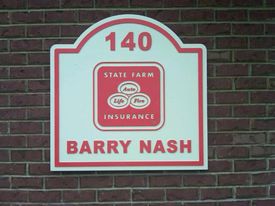 140
STATE FARM
Auto
Life Fire
INSURANCE
BARRY NASH